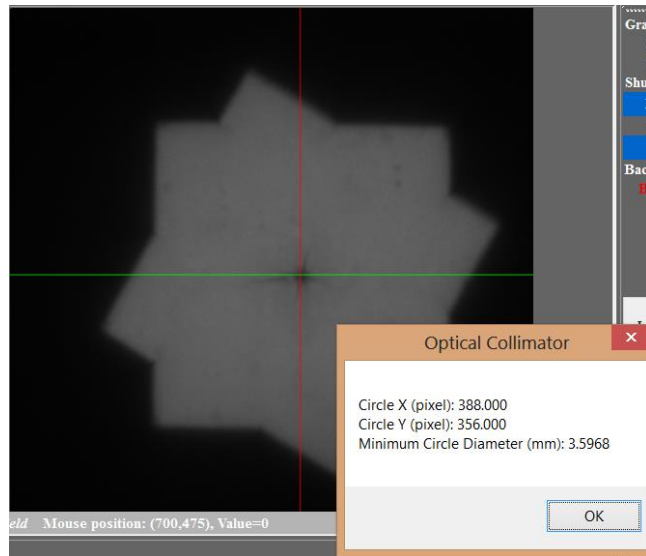 Gra
Shu
Bac
B
Optical Collimator
Circle X (pixel): 388.000
Circle Y (pixel): 356.000
Minimum Circle Diameter (mm): 3.5968
OK
eld Mouse position: (700,475), Value=0